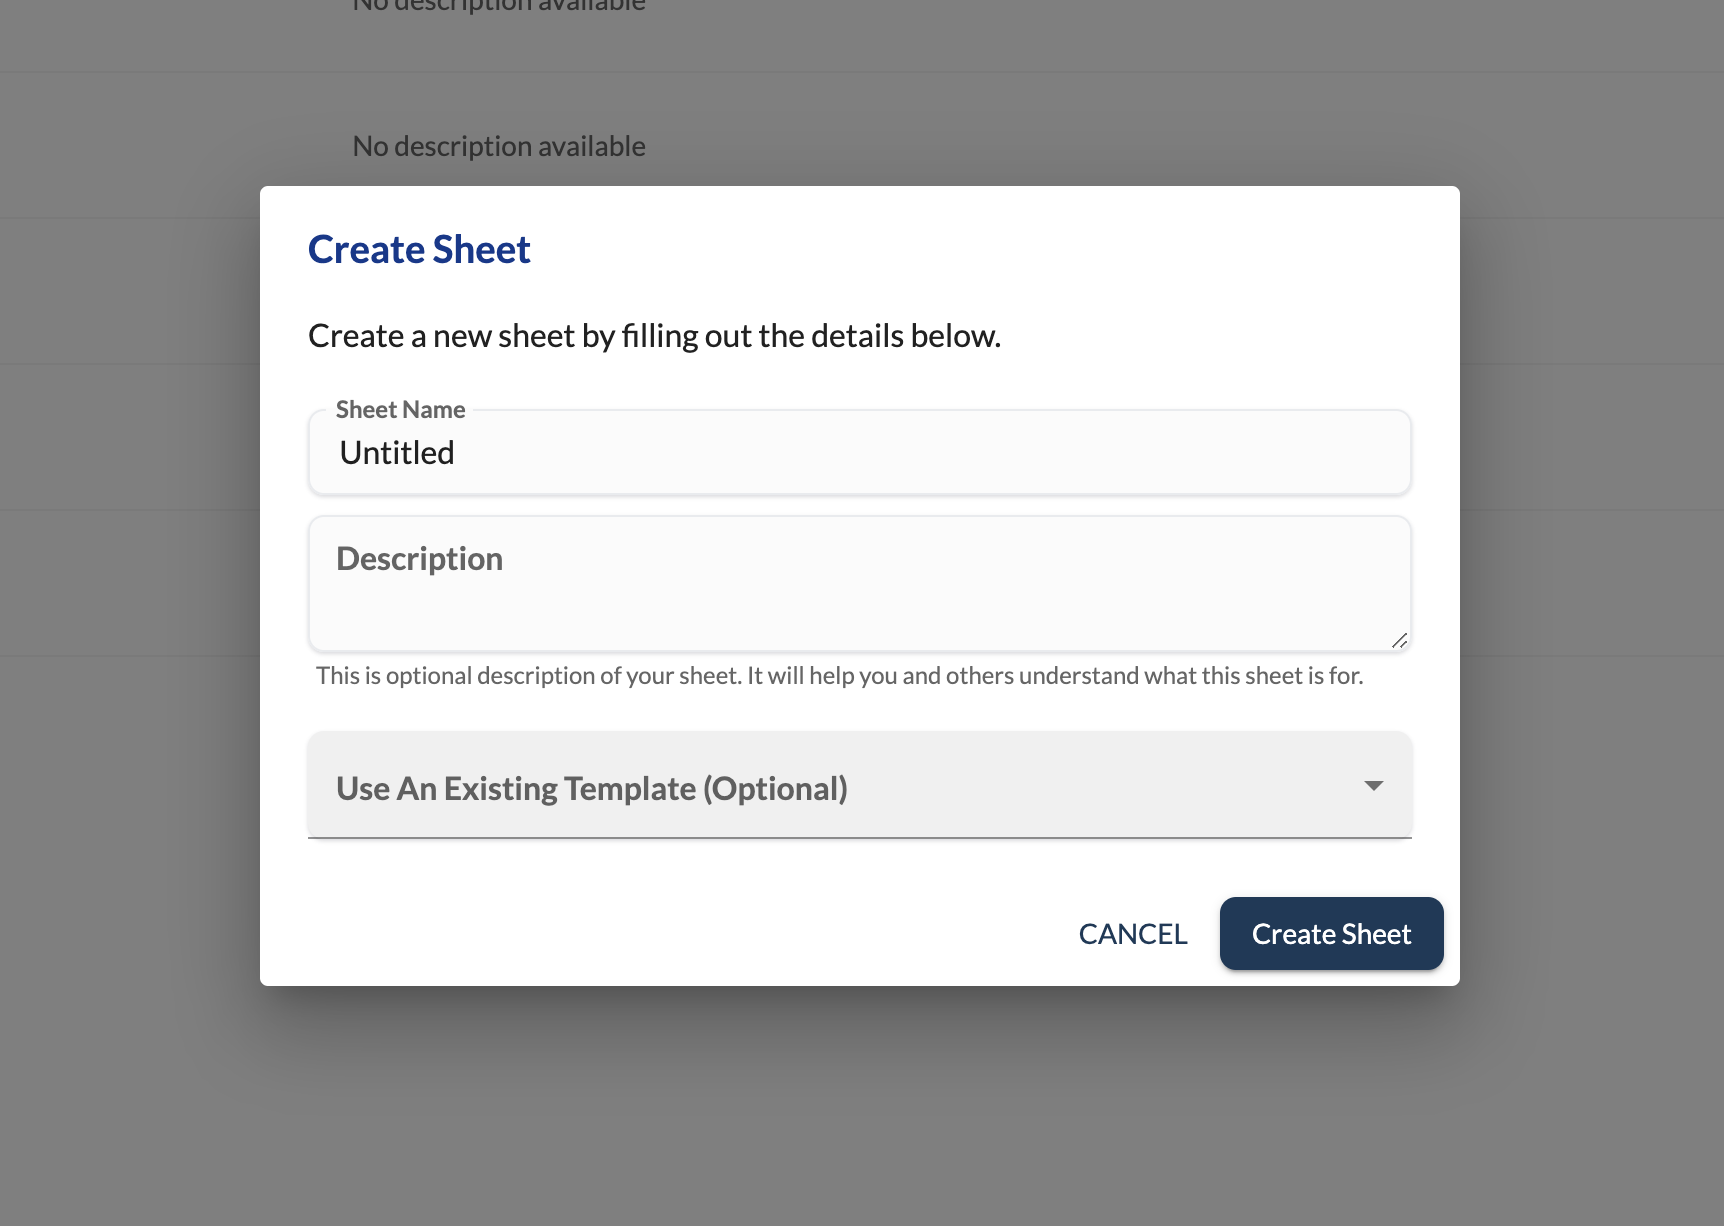 No description available
No description available
Create Sheet
Create a new sheet by filling out the details below.
Sheet Name
Untitled
Description
This is optional description of your sheet. It will help you and others understand what this sheet is for.
Use An Existing Template (Optional)
CANCEL
Create Sheet